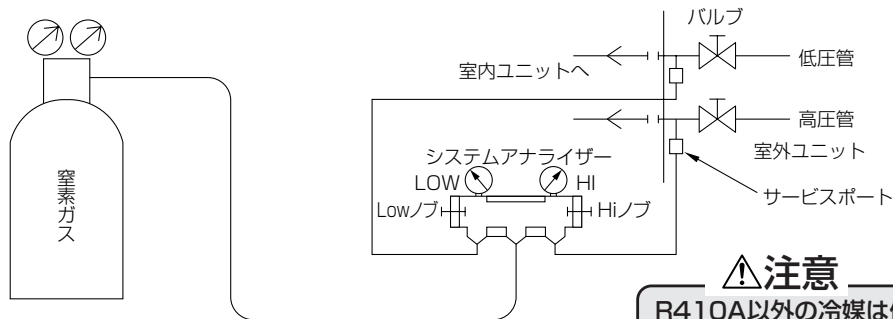 バルブ
低圧管
室内ユニットへ
高圧管
室外ユニット
システムアナライザー
LOW
HI
Lowノブ
Hiノブ
サービスポート
窒素ガス
注意
R410A以外の冷媒は